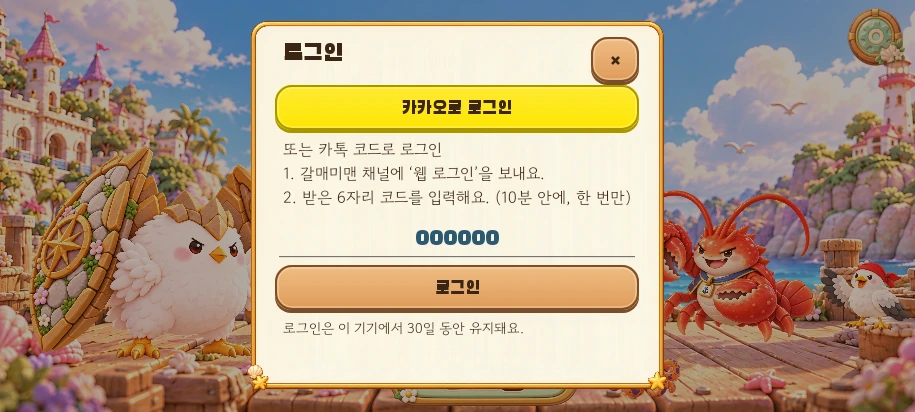 로그인
×
카카오로 로그인
또는 카톡 코드로 로그인
1. 갈매미맨 채널에 ‘웹 로그인’을 보내요.
2. 받은 6자리 코드를 입력해요. (10분 안에, 한 번만)
000000
로그인
로그인은 이 기기에서 30일 동안 유지돼요.